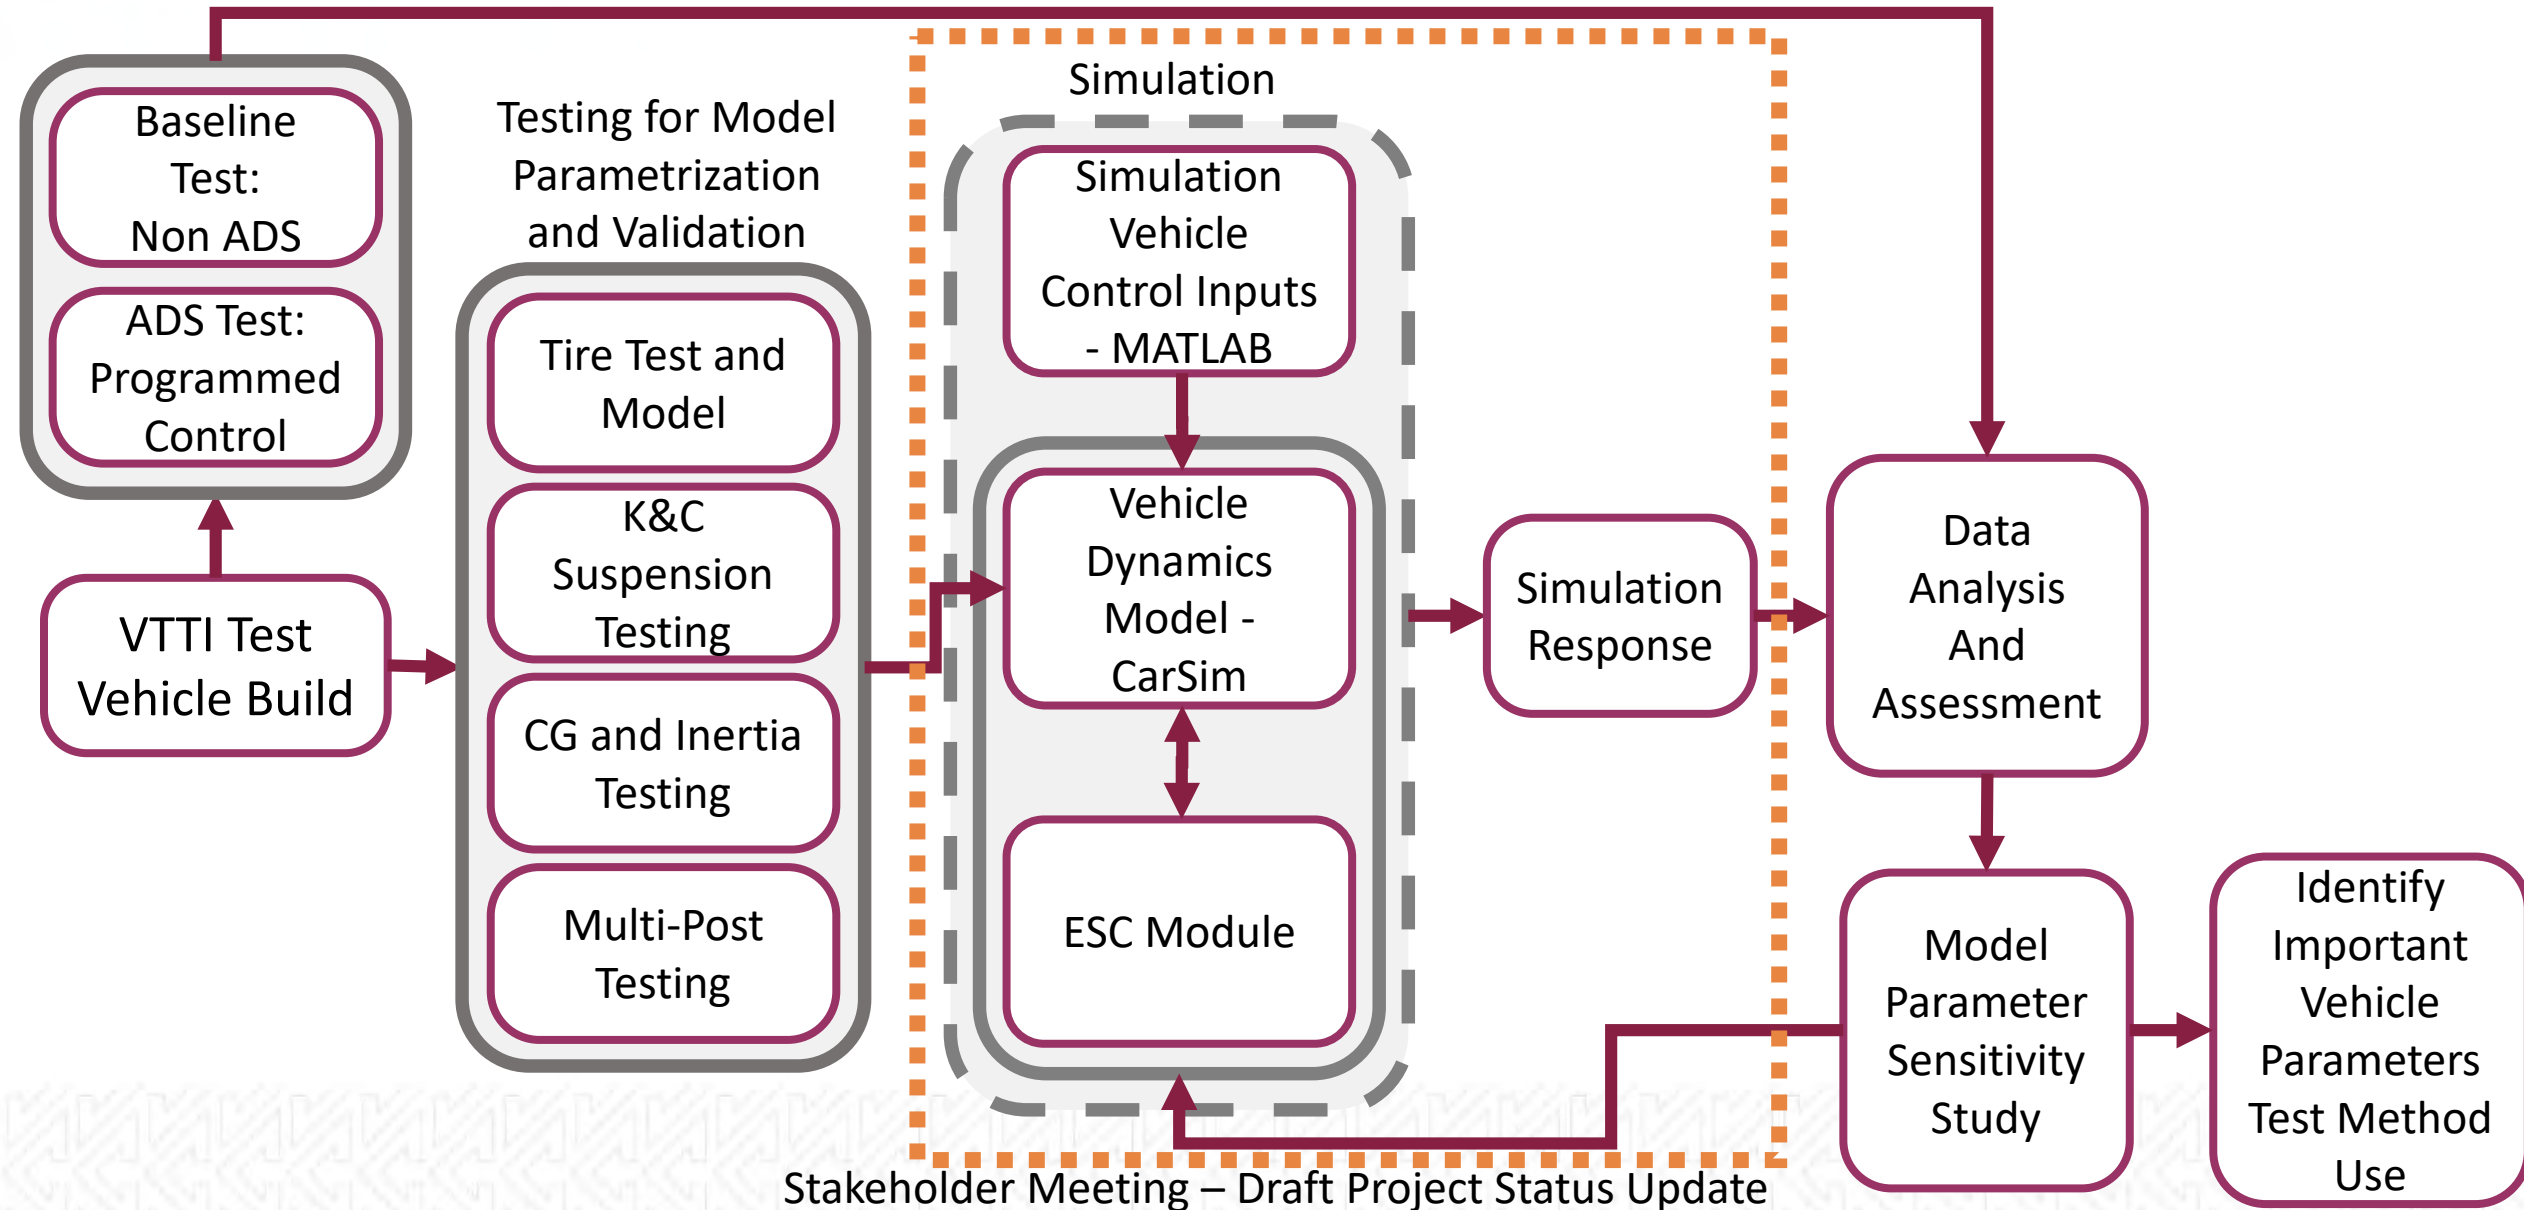 Baseline
Test:
Non ADS
ADS Test:
Programmed
Control
VTTI Test
Vehicle Build
Testing for Model
Parametrization
and Validation
Tire Test and
Model
K&C
Suspension
Testing
CG and Inertia
Testing
Multi-Post
Testing
Simulation
Simulation
Vehicle
Control Inputs
- MATLAB
Vehicle
Dynamics
Model -
CarSim
ESC Module
Simulation
Response
Data
Analysis
And
Assessment
Model
Parameter
Sensitivity
Study
Identify
Important
Vehicle
Parameters
Test Method
Use
Stakeholder Meeting – Draft Project Status Update